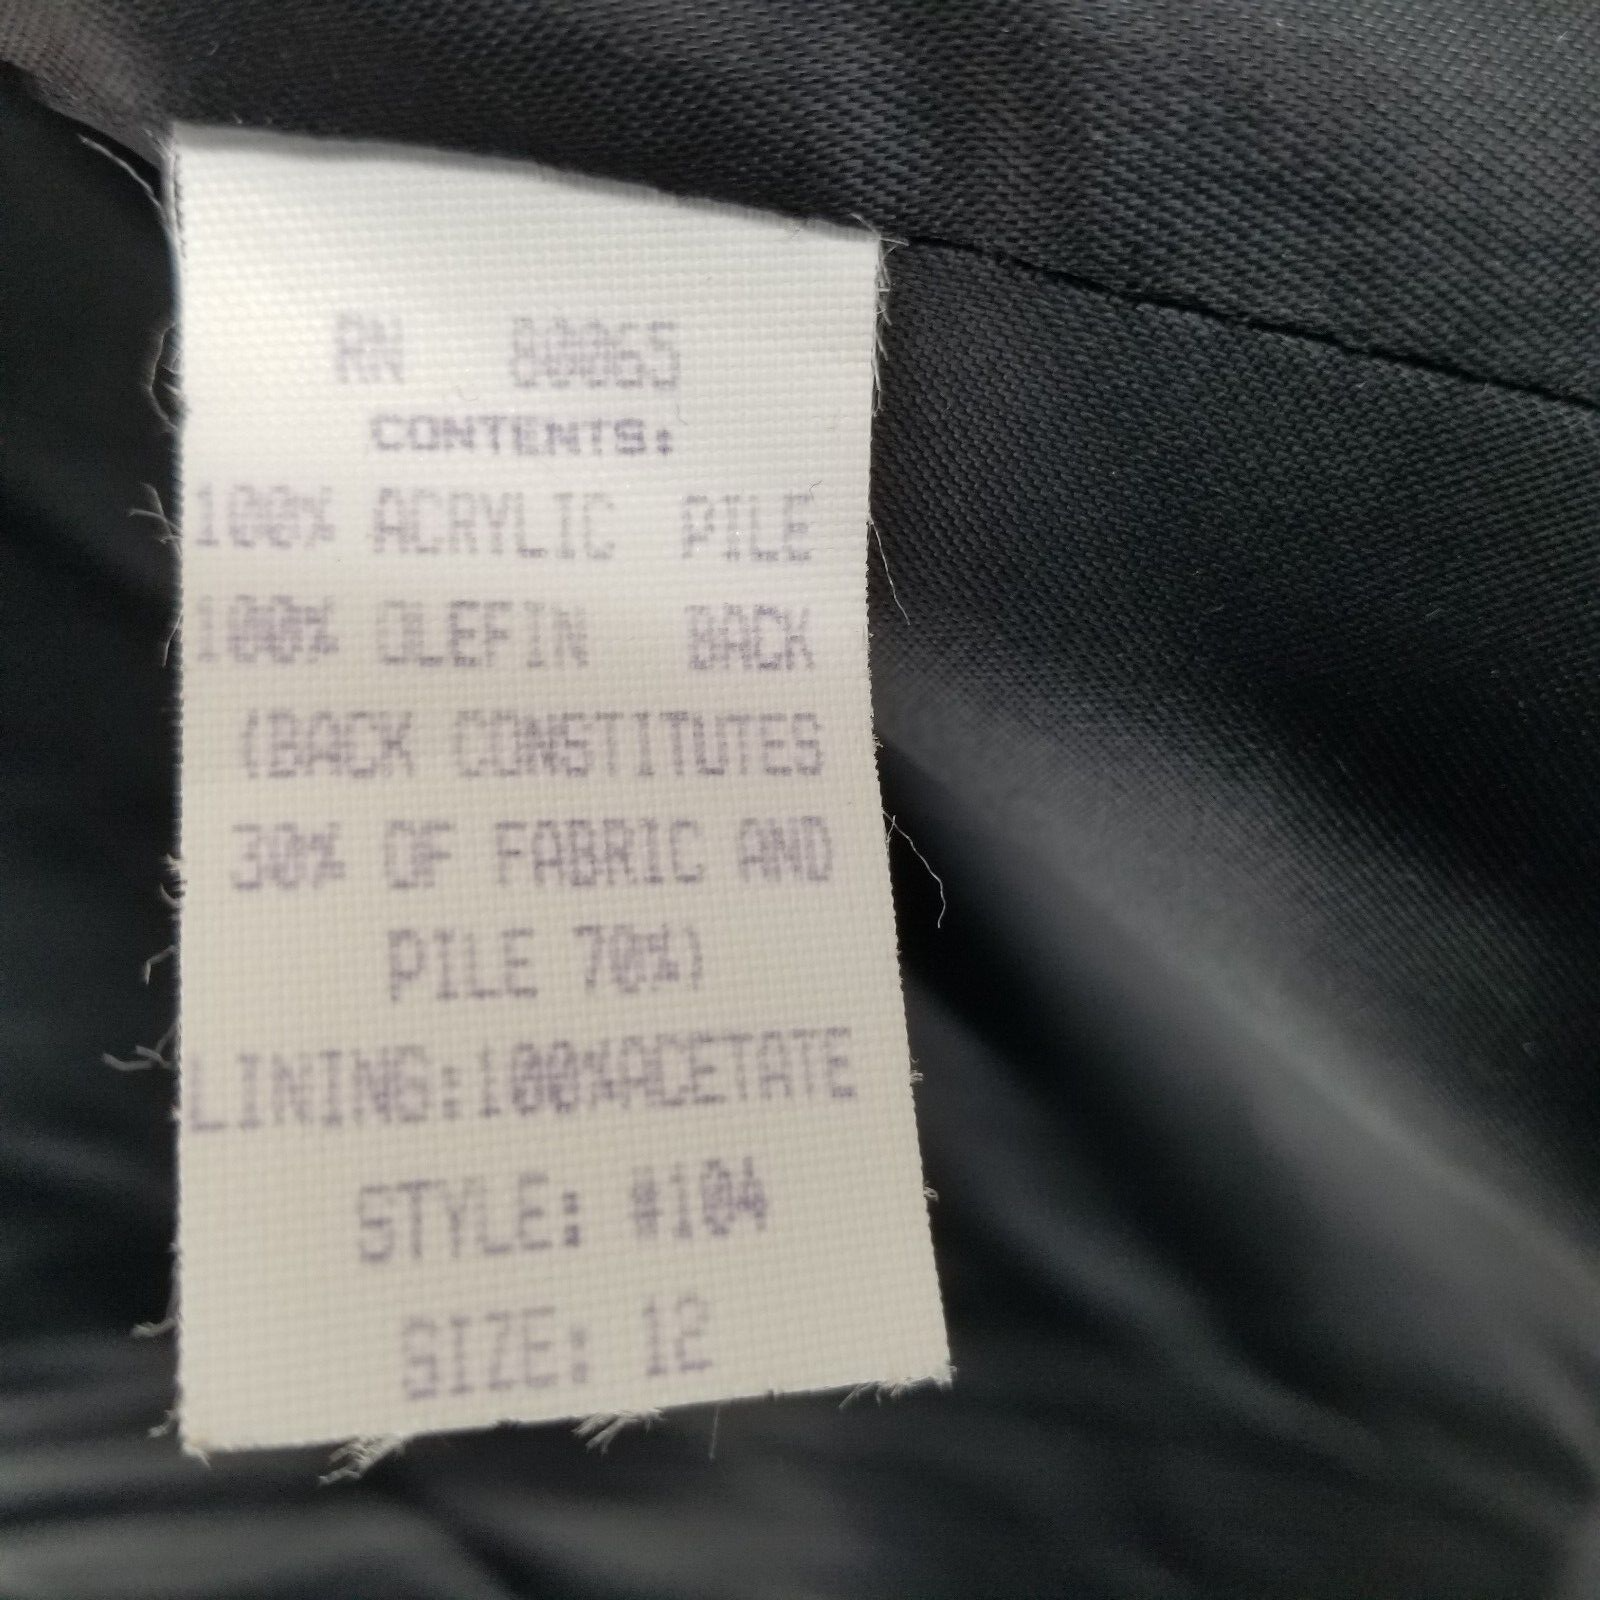 RN 80065
CONTENTS:
100% ACRYLIC PILE
100% OLEFIN BACK
(BACK CONSTITUTES
30% OF FABRIC AND
PILE 70%)
LINING:100%ACETATE
STYLE: #104
SIZE: 12